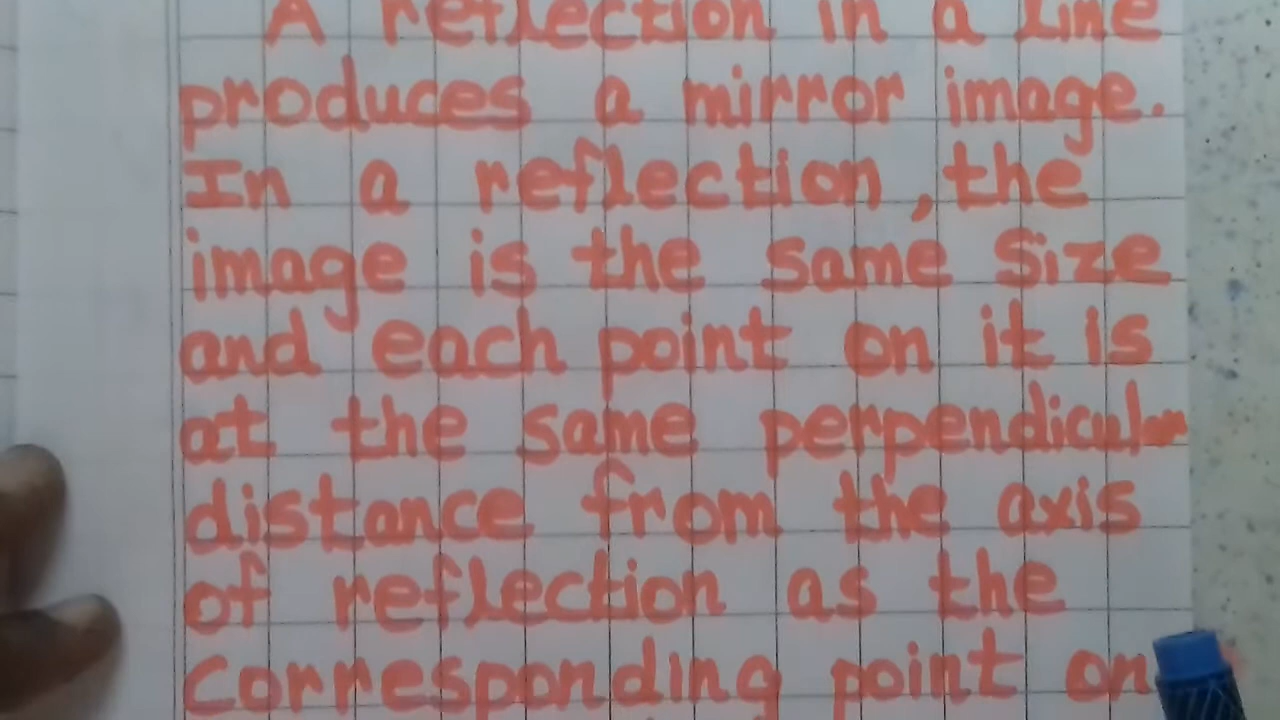 A reflection in a line
produces a mirror image.
In a reflection, the
image is the same size
and each point on it is
at the same perpendicular
distance from the axis
of reflection as the
corresponding point on